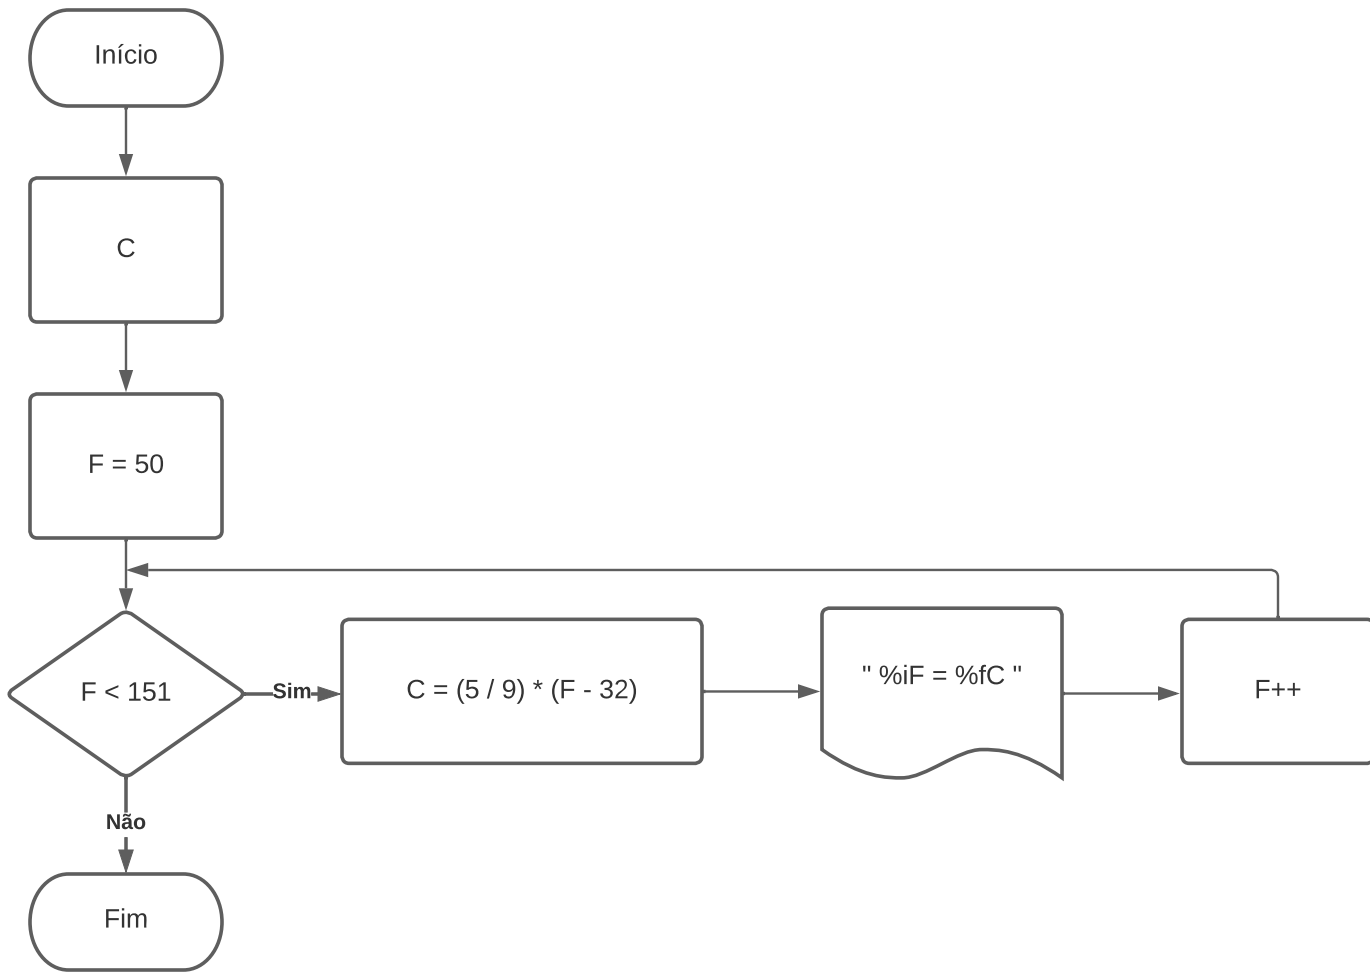 Início
C
F = 50
F < 151
Sim
C = (5 / 9) * (F - 32)
" %iF = %fC "
F++
Não
Fim